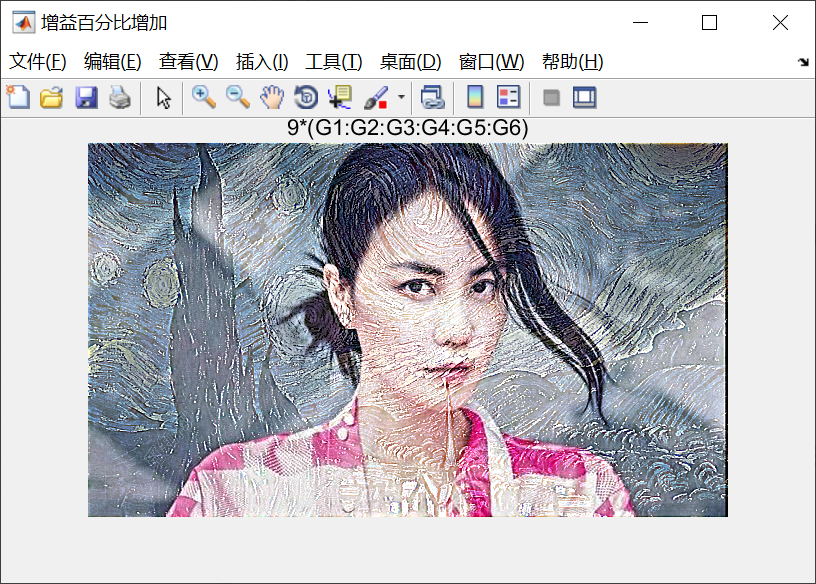 增益百分比增加
文件(F) 编辑(E) 查看(V) 插入(I) 工具(T) 桌面(D) 窗口(W) 帮助(H)
9*(G1:G2:G3:G4:G5:G6)